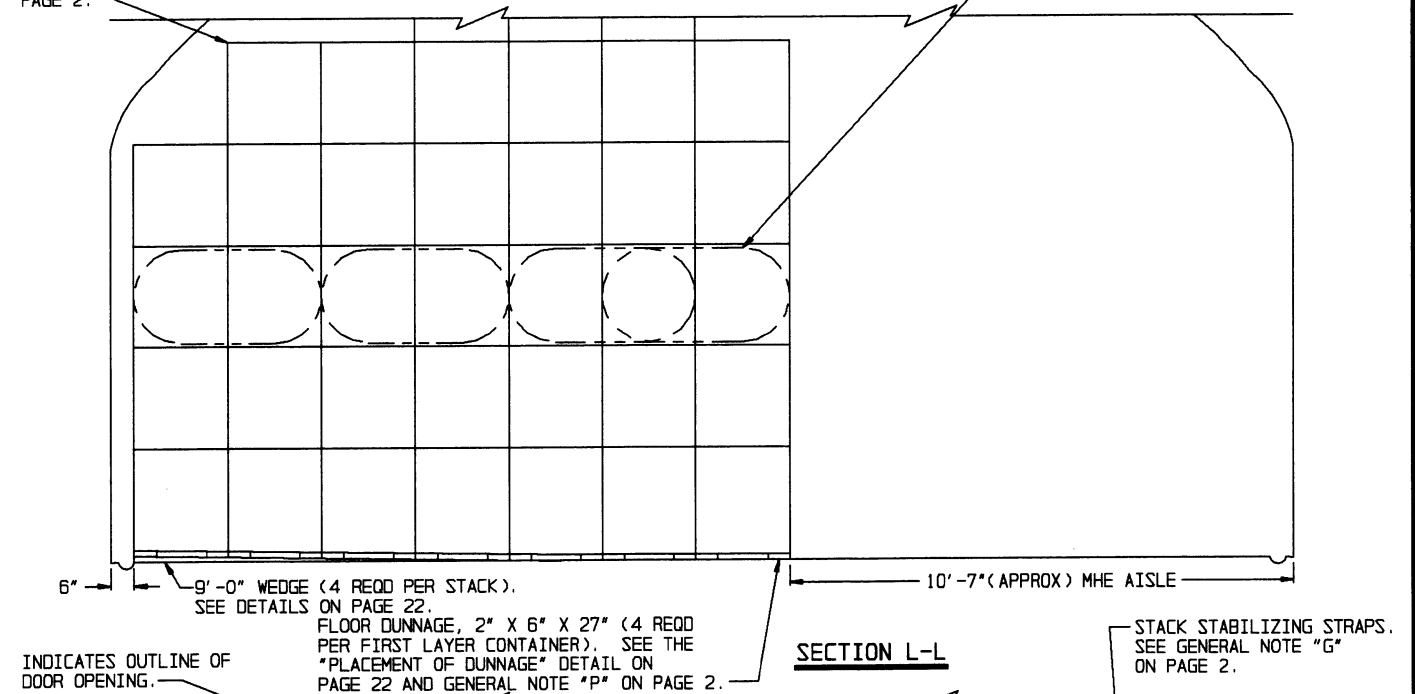 PAGE 2.
6"
9'-0" WEDGE (4 REQD PER STACK).
SEE DETAILS ON PAGE 22.
FLOOR DUNNAGE, 2" X 6" X 27" (4 REQD
PER FIRST LAYER CONTAINER). SEE THE
"PLACEMENT OF DUNNAGE" DETAIL ON
PAGE 22 AND GENERAL NOTE "P" ON PAGE 2.
10'-7"(APPROX) MHE AISLE
SECTION L-L
STACK STABILIZING STRAPS.
SEE GENERAL NOTE "G"
ON PAGE 2.
INDICATES OUTLINE OF
DOOR OPENING.